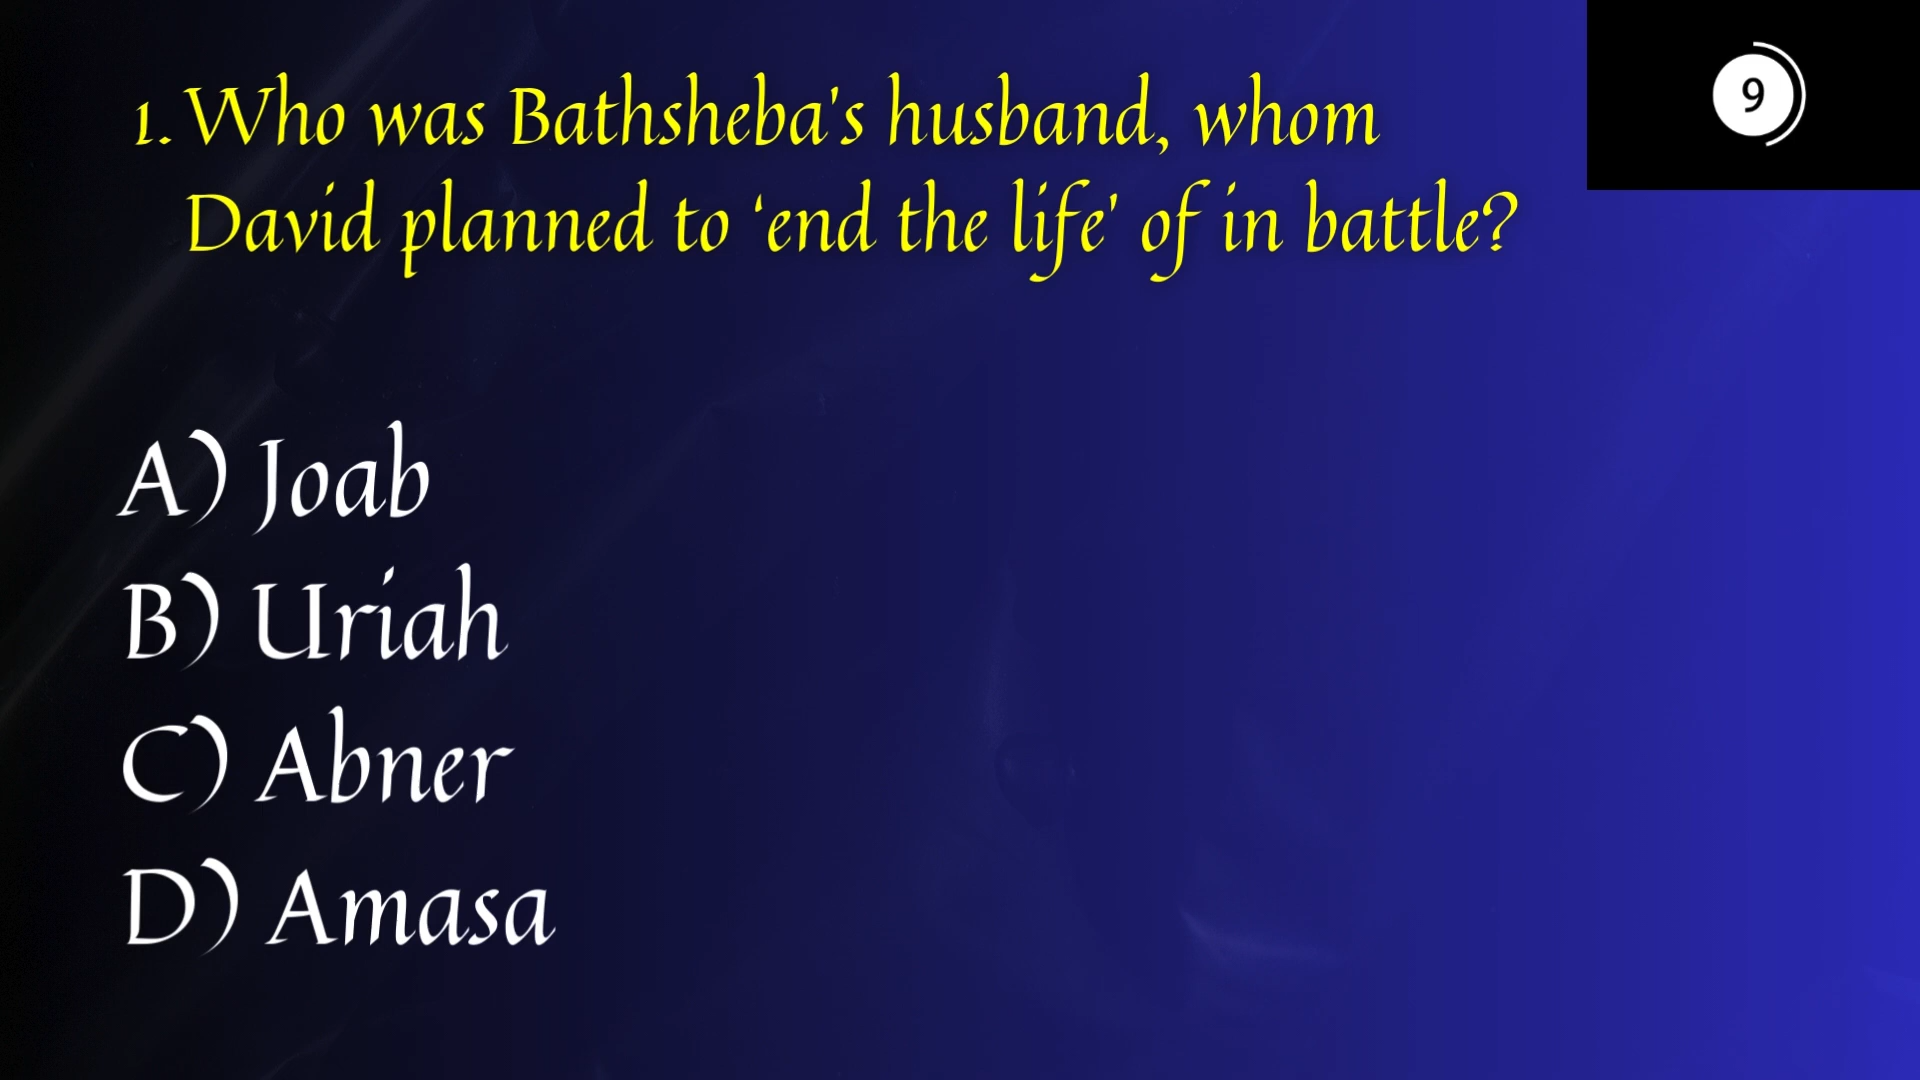 1. Who was Bathsheba's husband, whom
David planned to ‘end the life’ of in battle?
9
A) Joab
B) Uriah
C) Abner
D) Amasa